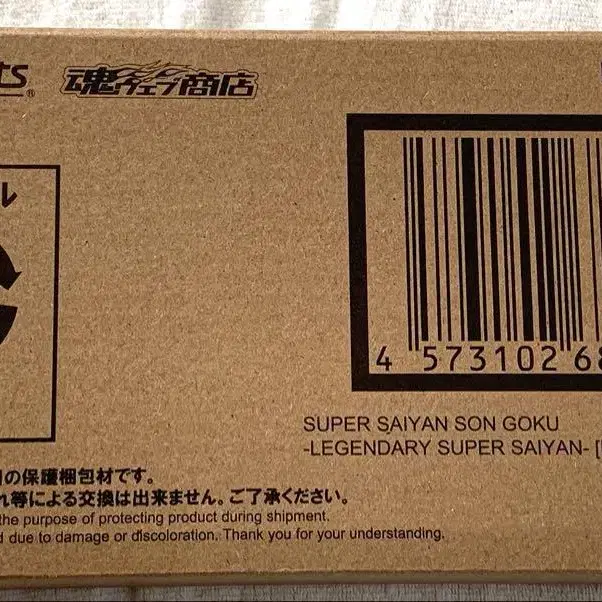 ts®
魂ウェブ商店
ル
4 573102 68
SUPER SAIYAN SON GOKU
-LEGENDARY SUPER SAIYAN- [
の保護梱包材です。
れ等による交換は出来ません。ご了承ください。
the purpose of protecting product during shipment.
d due to damage or discoloration. Thank you for your understanding.